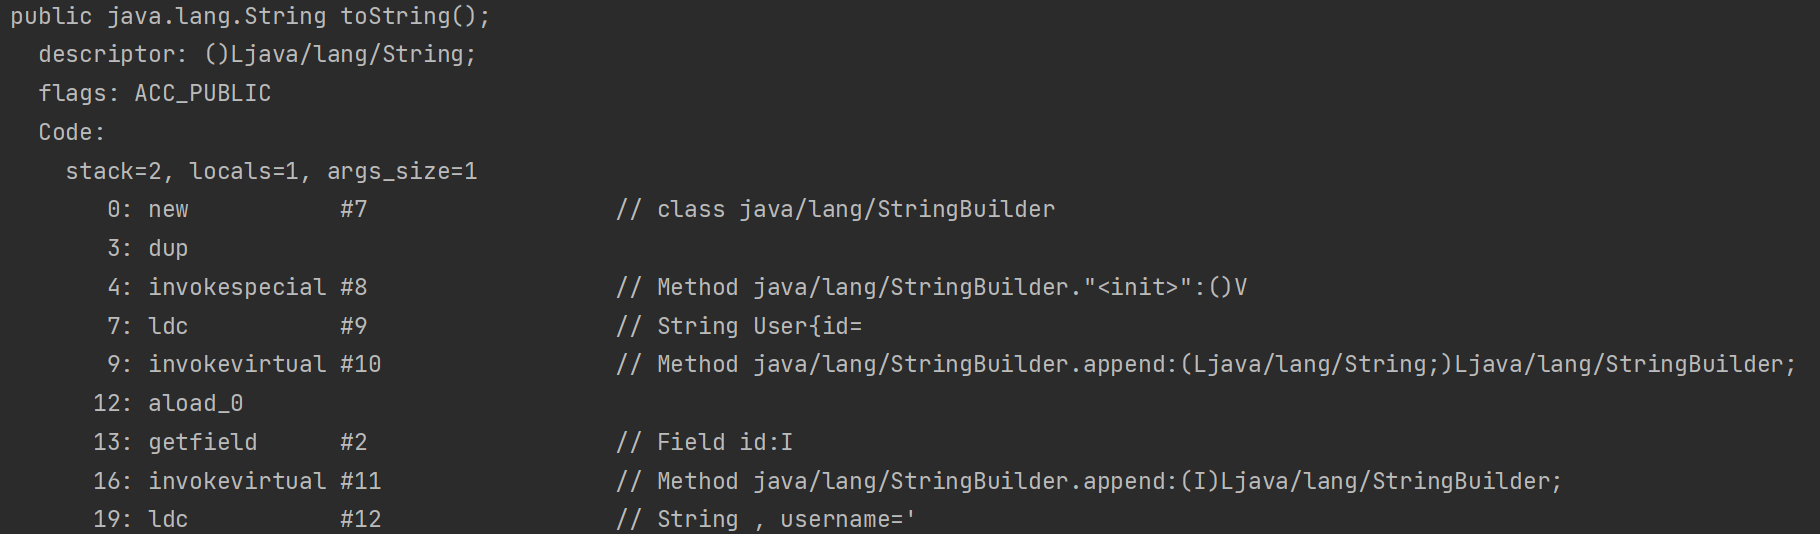 public java.lang.String toString();
  descriptor: ()Ljava/lang/String;
  flags: ACC_PUBLIC
  Code:
    stack=2, locals=1, args_size=1
       0: new           #7                 // class java/lang/StringBuilder
       3: dup
       4: invokespecial #8                 // Method java/lang/StringBuilder."<init>":()V
       7: ldc           #9                 // String User{id=
       9: invokevirtual #10                // Method java/lang/StringBuilder.append:(Ljava/lang/String;)Ljava/lang/StringBuilder;
      12: aload_0
      13: getfield      #2                 // Field id:I
      16: invokevirtual #11                // Method java/lang/StringBuilder.append:(I)Ljava/lang/StringBuilder;
      19: ldc           #12                // String , username='